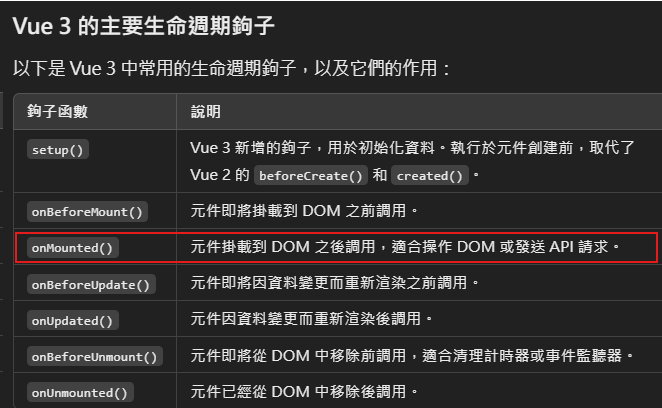 Vue 3 的主要生命週期鉤子
以下是 Vue 3 中常用的生命週期鉤子，以及它們的作用：
鉤子函數 說明
setup() Vue 3 新增的鉤子，用於初始化資料。執行於元件創建前，取代了
Vue 2 的 beforeCreate() 和 created() 。
onBeforeMount() 元件即將掛載到 DOM 之前調用。
onMounted() 元件掛載到 DOM 之後調用，適合操作 DOM 或發送 API 請求。
onBeforeUpdate() 元件即將因資料變更而重新渲染之前調用。
onUpdated() 元件因資料變更而重新渲染後調用。
onBeforeUnmount() 元件即將從 DOM 中移除前調用，適合清理計時器或事件監聽器。
onUnmounted() 元件已經從 DOM 中移除後調用。